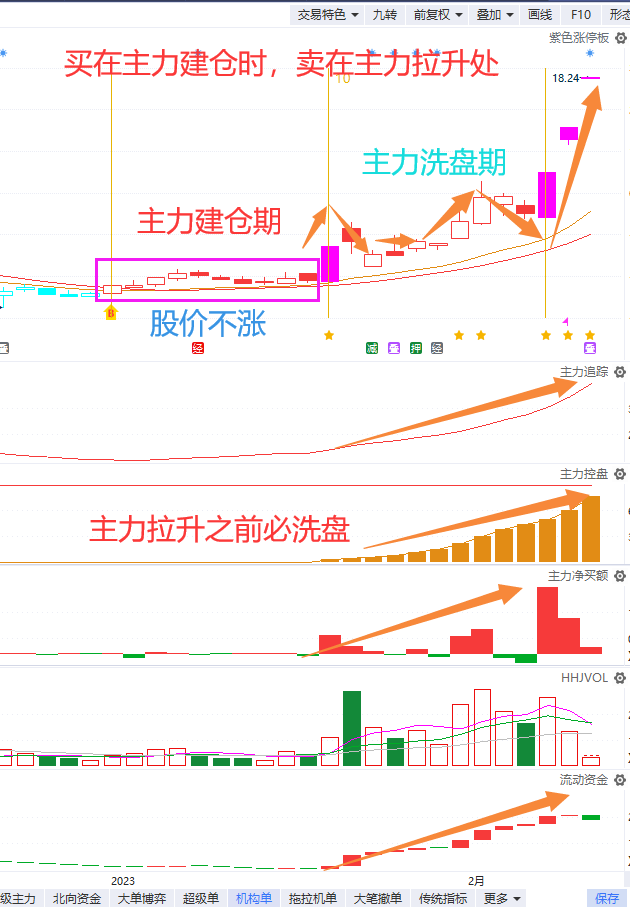 交易特色 九转 前复权 叠加 画线 F10 形态
紫色涨停板
买在主力建仓时，卖在主力拉升处
10
18.24
主力洗盘期
主力建仓期
B
股价不涨
经 减 叠 押 经 叠
主力追踪
主力控盘
主力拉升之前必洗盘
主力净买额
HHJVOL
流动资金
2023 2月
级主力 北向资金 大单博弈 超级单 机构单 拖拉机单 大笔撤单 传统指标 更多 保存